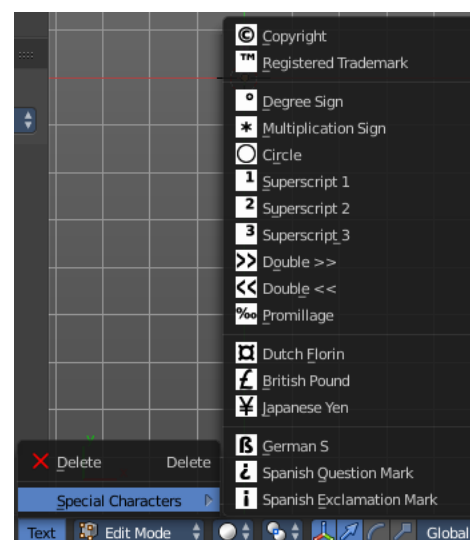 © Copyright
™ Registered Trademark
° Degree Sign
* Multiplication Sign
Circle
1 Superscript 1
2 Superscript 2
3 Superscript 3
>> Double >>
<< Double <<
‰ Promillage
¤ Dutch Florin
£ British Pound
¥ Japanese Yen
ß German S
¿ Spanish Question Mark
¡ Spanish Exclamation Mark
Delete Delete
Special Characters
Text Edit Mode Global